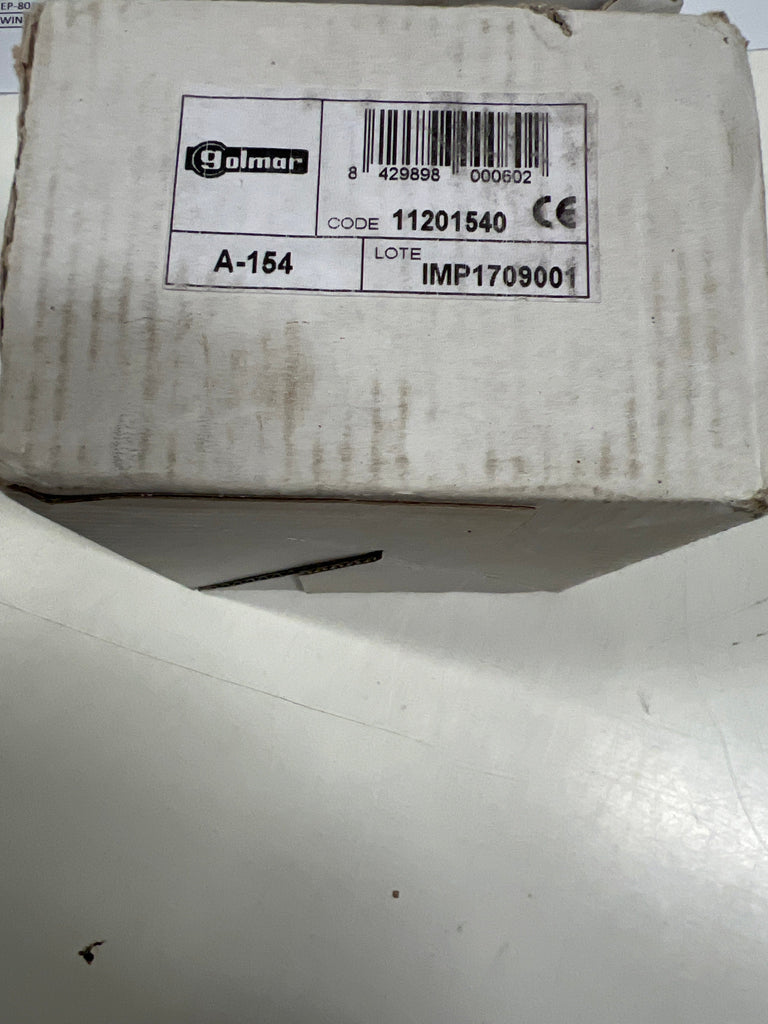 EP-80
WIN
golmar
8 429898 000602
CODE 11201540 CE
A-154
LOTE
IMP1709001